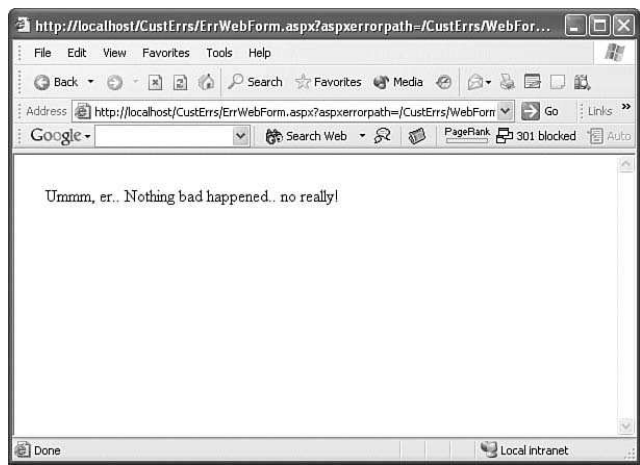 http://localhost/CustErrs/ErrWebForm.aspx?aspxerrorpath=/CustErrs/WebFor...
File Edit View Favorites Tools Help
Back Search Favorites Media
Address http://localhost/CustErrs/ErrWebForm.aspx?aspxerrorpath=/CustErrs/WebForm Go Links »
Google Search Web PageRank 301 blocked Auto
Ummm, er.. Nothing bad happened.. no really!
Done Local intranet